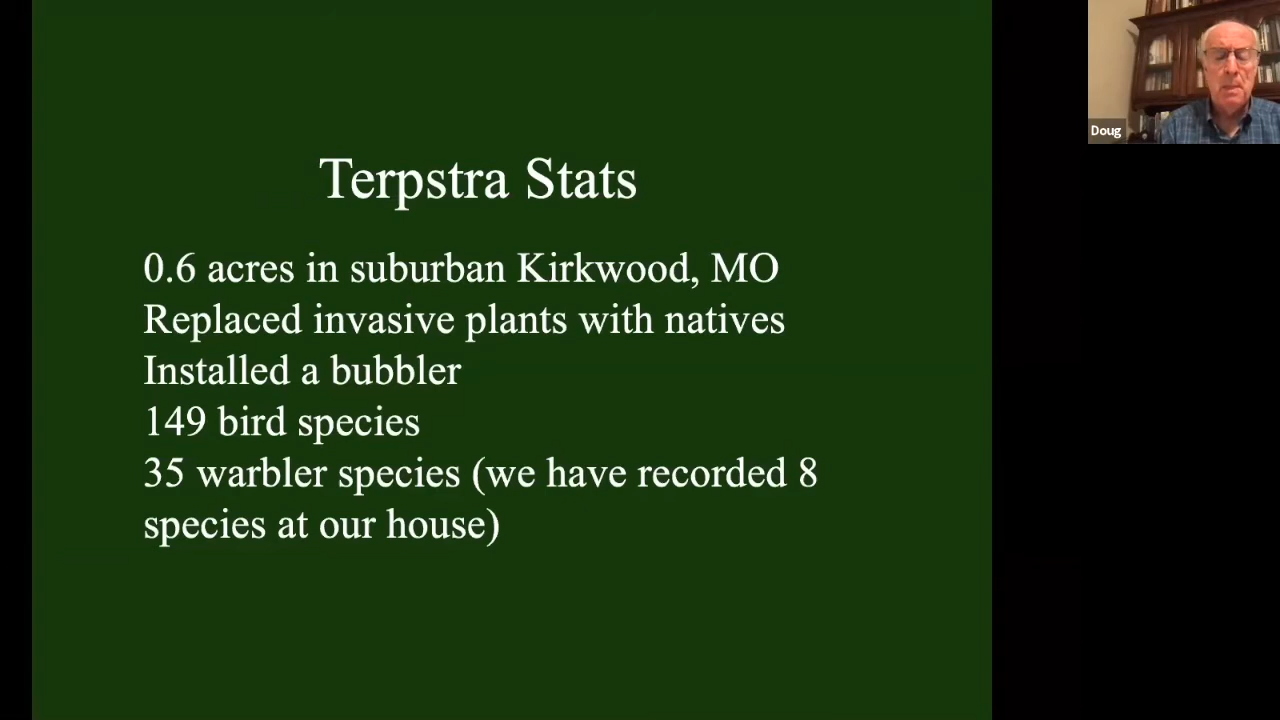 Terpstra Stats
0.6 acres in suburban Kirkwood, MO
Replaced invasive plants with natives
Installed a bubbler
149 bird species
35 warbler species (we have recorded 8
species at our house)
Doug